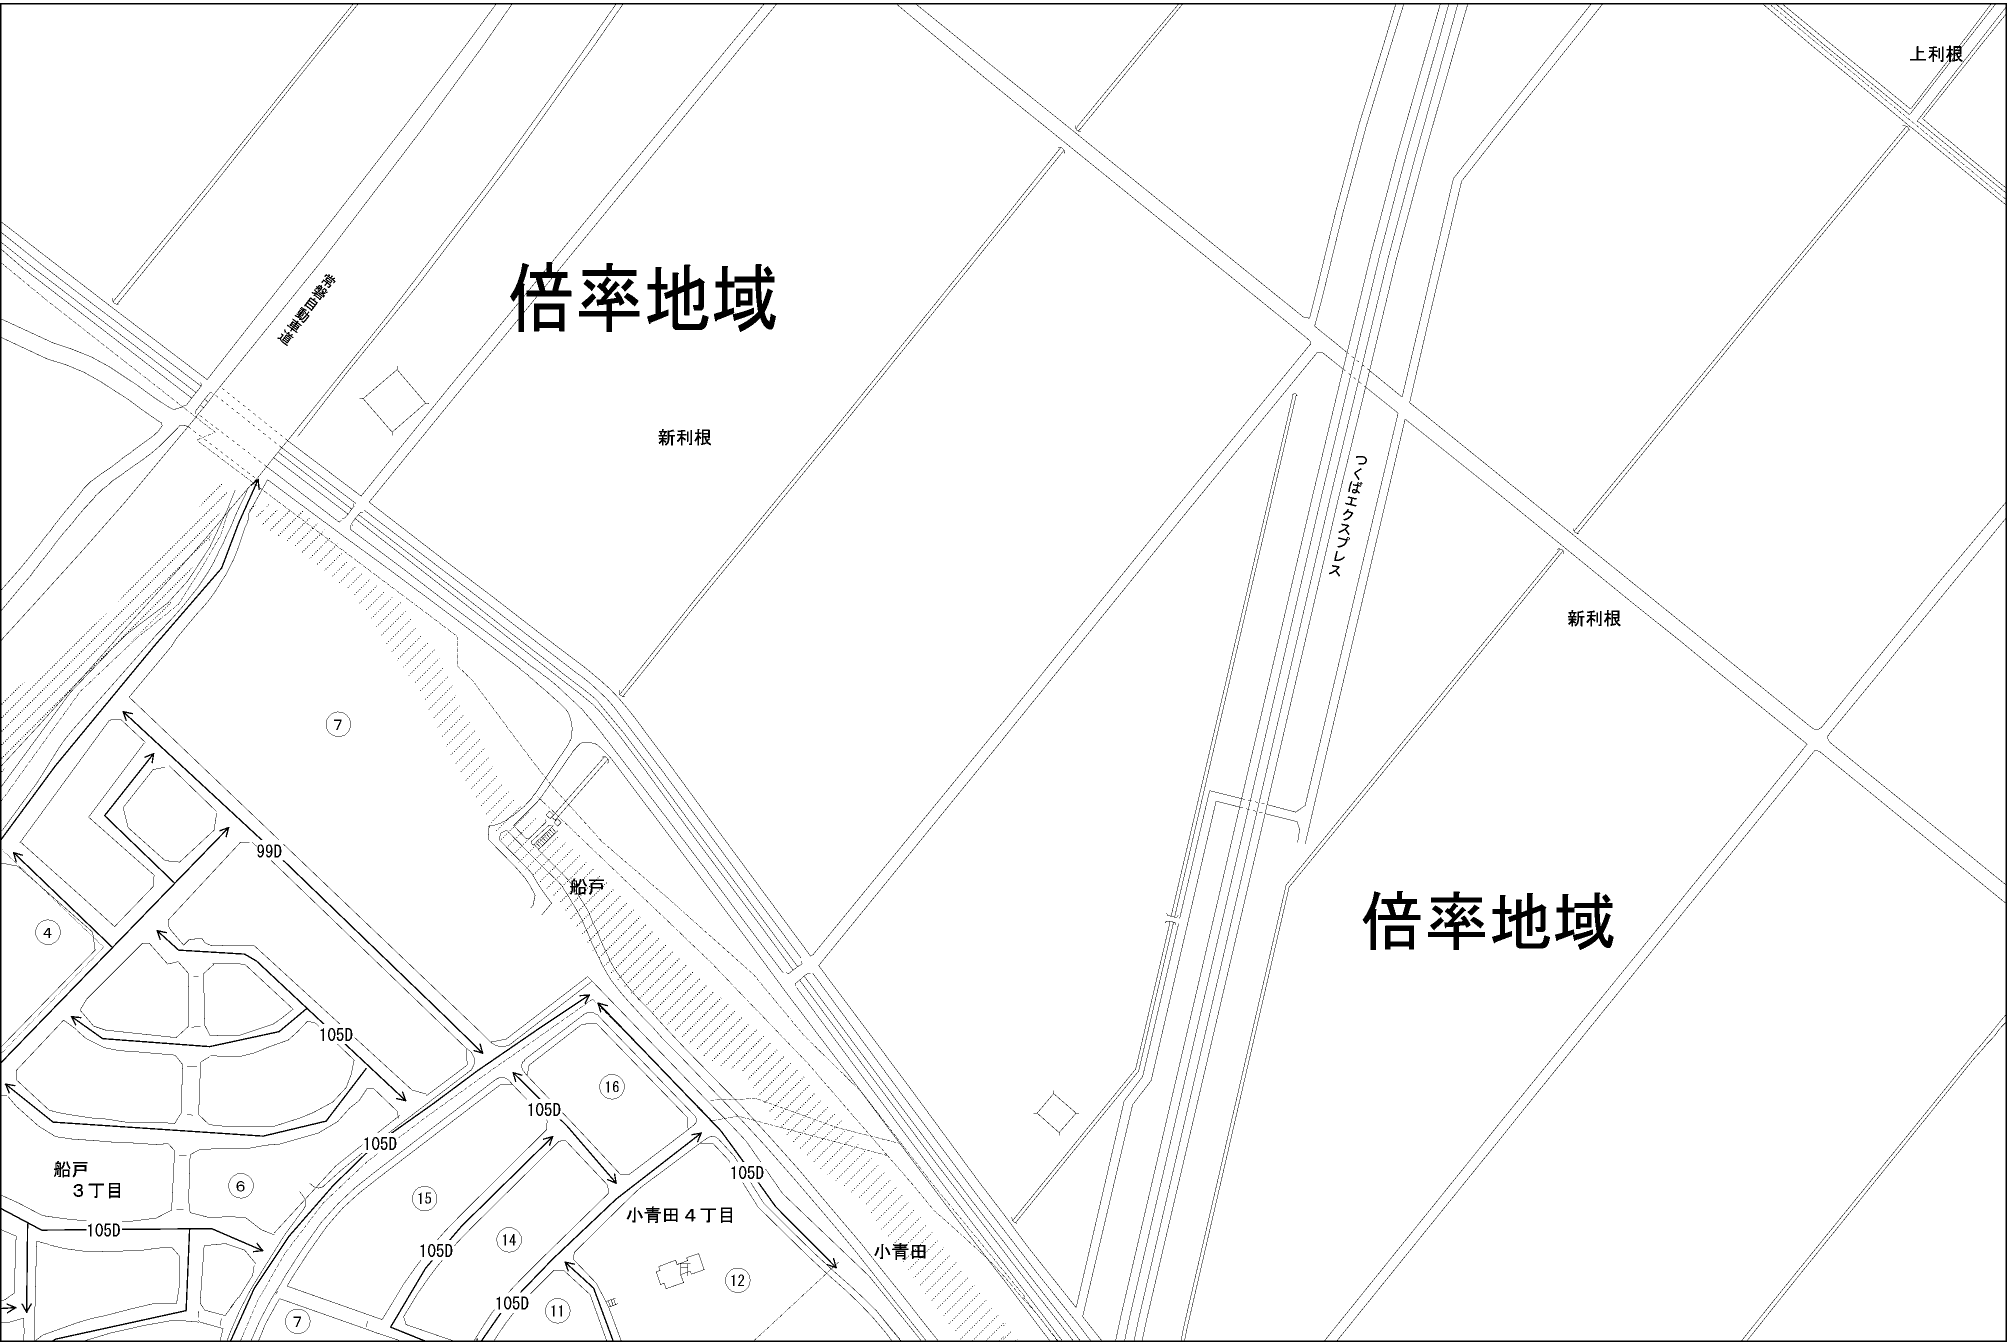 上利根
常磐自動車道
倍率地域
新利根
つくばエクスプレス
新利根
⑦
99D
船戸
倍率地域
④
105D
⑯
105D
105D
105D
船戸
3丁目
⑥
⑮
小青田4丁目
105D
105D
⑭
小青田
⑫
105D
⑪
⑦